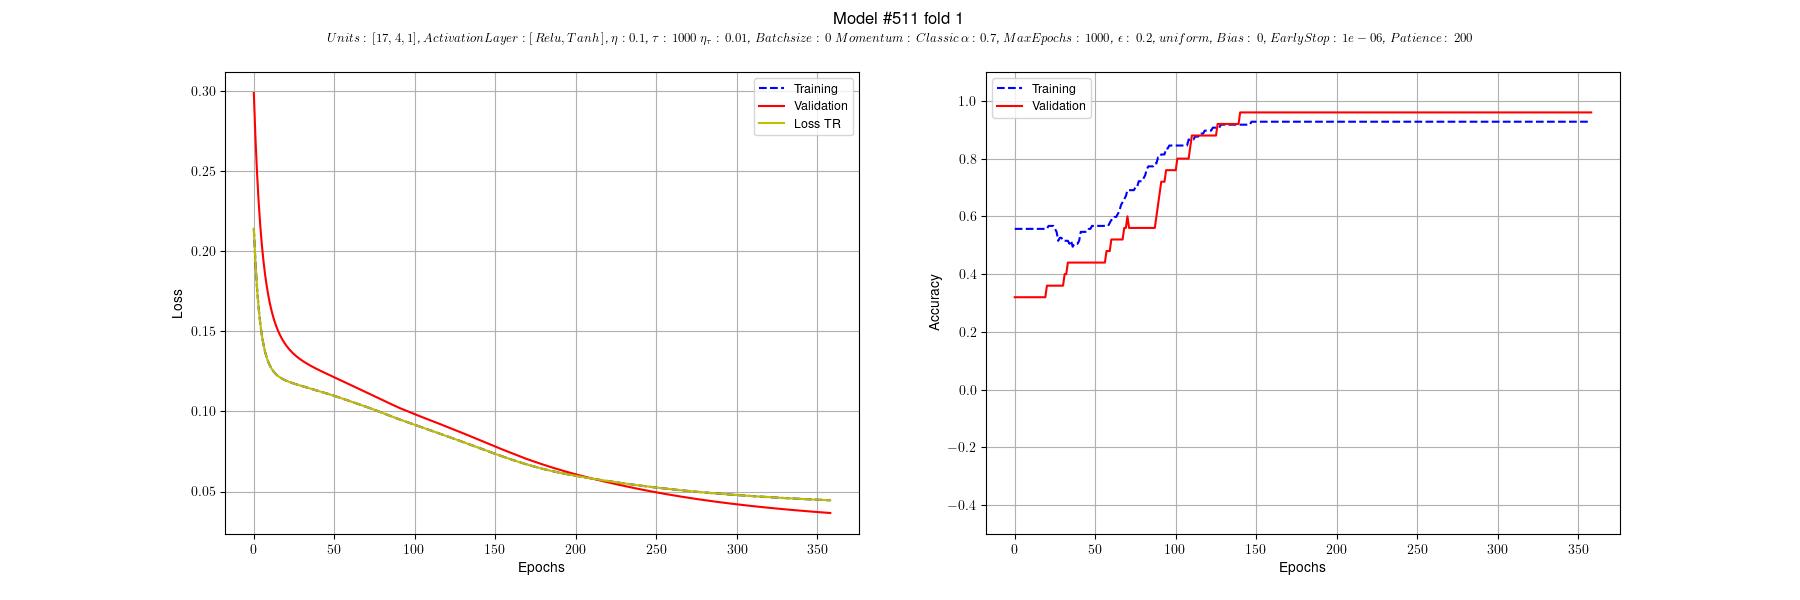 Model #511 fold 1
Units : [17, 4, 1], ActivationLayer : [ Relu, Tanh], η : 0.1, τ : 1000 ητ : 0.01, Batchsize : 0 Momentum : Classic α : 0.7, MaxEpochs : 1000, ϵ : 0.2, uniform, Bias : 0, EarlyStop : 1e − 06, Patience : 200
Training
Validation
Loss TR
0.30
0.25
0.20
0.15
0.10
0.05
Loss
0 50 100 150 200 250 300 350
Epochs
Training
Validation
1.0
0.8
0.6
0.4
0.2
0.0
−0.2
−0.4
Accuracy
0 50 100 150 200 250 300 350
Epochs